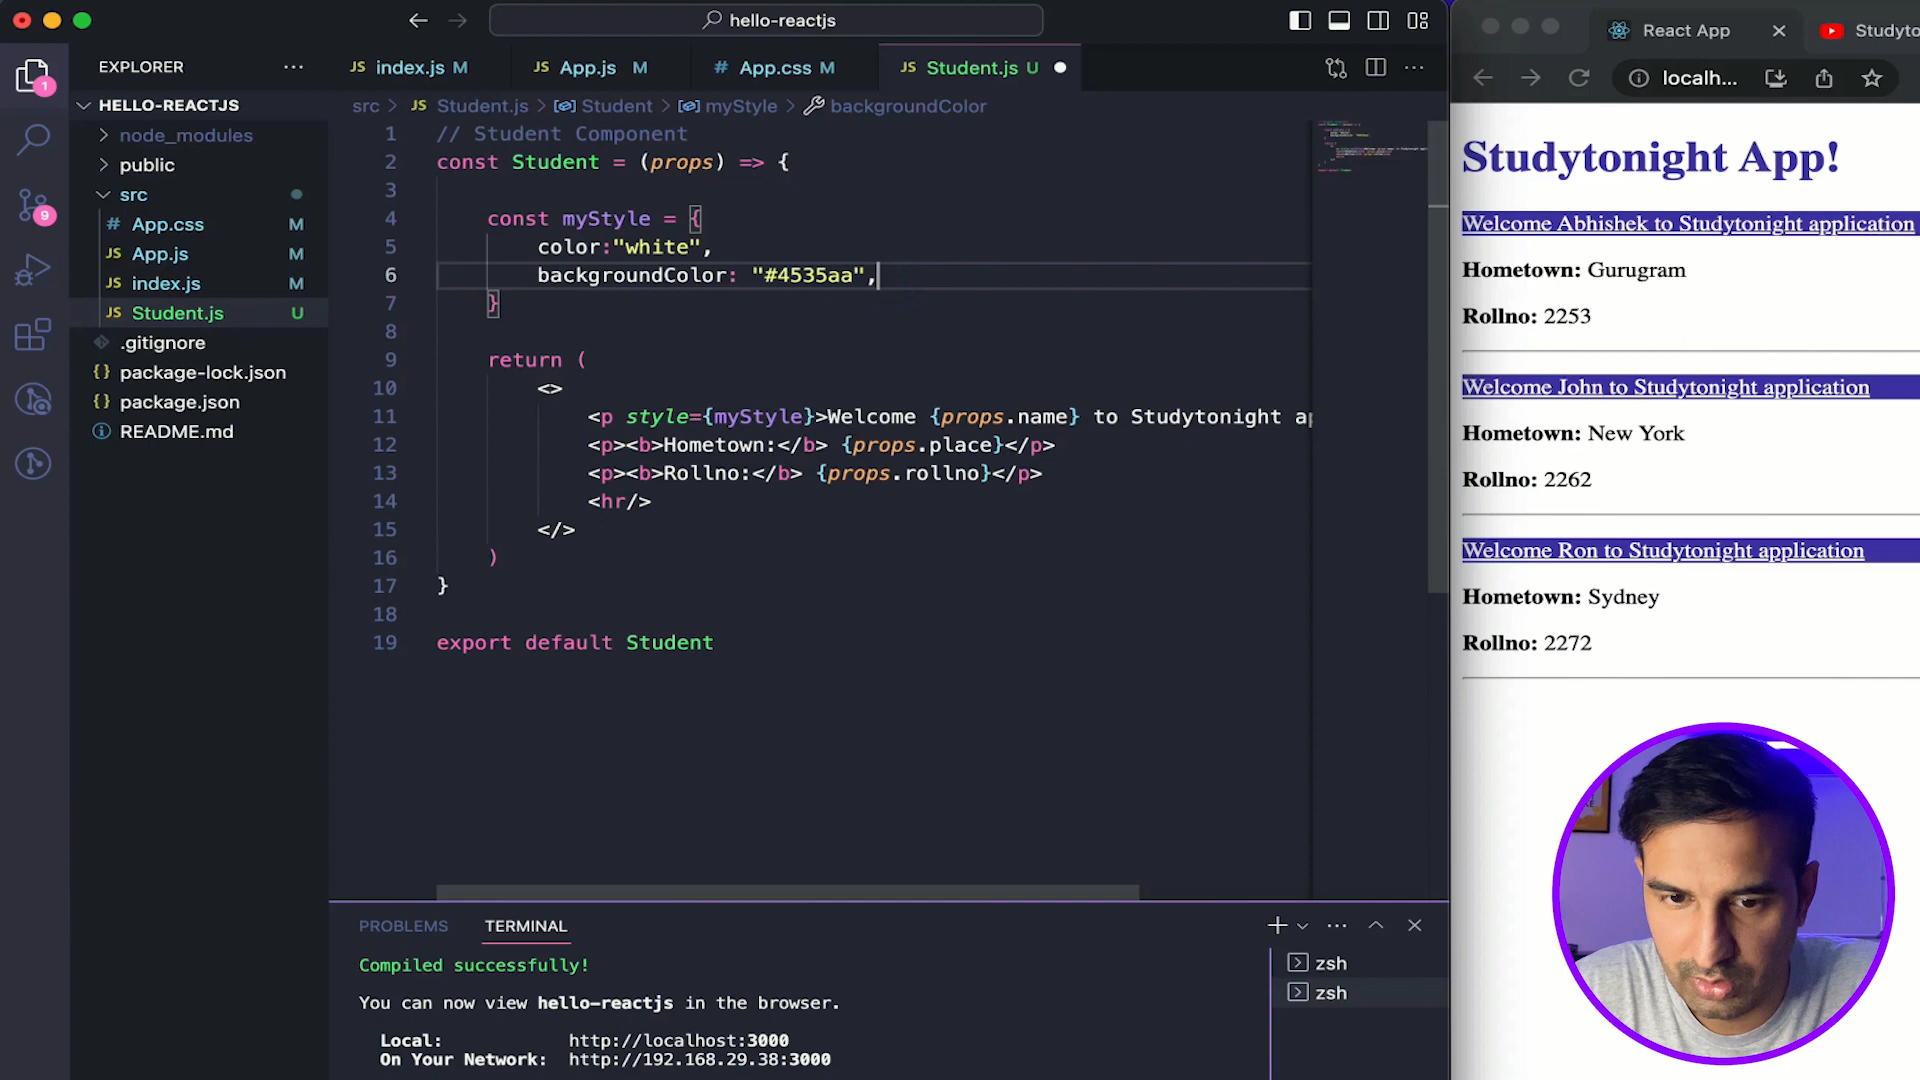 hello-reactjs
EXPLORER
HELLO-REACTJS
node_modules
public
src
App.css M
App.js M
index.js M
Student.js U
.gitignore
package-lock.json
package.json
README.md
1
9
index.js M
App.js M
App.css M
Student.js U
src > Student.js > Student > myStyle > backgroundColor
1 // Student Component
2 const Student = (props) => {
3
4 const myStyle = {
5 color:"white",
6 backgroundColor: "#4535aa",
7 }
8
9 return (
10 <>
11 <p style={myStyle}>Welcome {props.name} to Studytonight ap
12 <p><b>Hometown:</b> {props.place}</p>
13 <p><b>Rollno:</b> {props.rollno}</p>
14 <hr/>
15 </>
16 )
17 }
18
19 export default Student
PROBLEMS TERMINAL
Compiled successfully!
You can now view hello-reactjs in the browser.
Local: http://localhost:3000
On Your Network: http://192.168.29.38:3000
zsh
zsh
React App
Studyto
localh...
Studytonight App!
Welcome Abhishek to Studytonight application
Hometown: Gurugram
Rollno: 2253
Welcome John to Studytonight application
Hometown: New York
Rollno: 2262
Welcome Ron to Studytonight application
Hometown: Sydney
Rollno: 2272